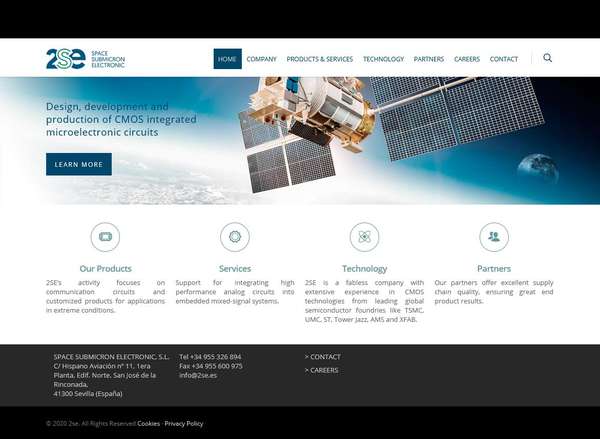 2se
SPACE
SUBMICRON
ELECTRONIC
HOME COMPANY PRODUCTS & SERVICES TECHNOLOGY PARTNERS CAREERS CONTACT
Design, development and
production of CMOS integrated
microelectronic circuits
LEARN MORE
Our Products
2SE's activity focuses on
communication circuits and
customized products for applications
in extreme conditions.
Services
Support for integrating high
performance analog circuits into
embedded mixed-signal systems.
Technology
2SE is a fabless company with
extensive experience in CMOS
technologies from leading global
semiconductor foundries like TSMC,
UMC, ST, Tower Jazz, AMS and XFAB.
Partners
Our partners offer excellent supply
chain quality, ensuring great end
product results.
SPACE SUBMICRON ELECTRONIC, S.L.
C/ Hispano Aviación nº 11, 1era
Planta, Edif. Norte, San José de la
Rinconada,
41300 Sevilla (España)
Tel +34 955 326 894
Fax +34 955 600 975
info@2se.es
> CONTACT
> CAREERS
© 2020 2se. All Rights Reserved.Cookies · Privacy Policy